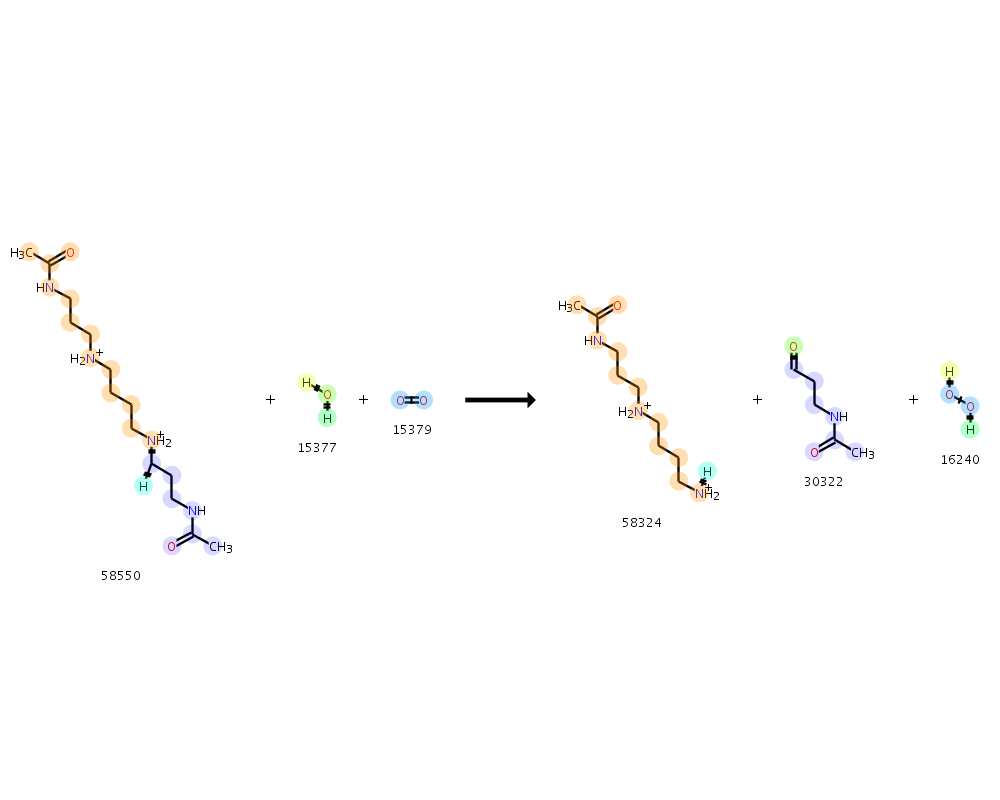 H₃C O
HN
H₂N+
NH₂+
H
NH
O CH₃
58550
+
H O
H
15377
+
O O
15379
H₃C O
HN
H₂N+
H
NH₂+
58324
+
O
NH
O CH₃
30322
+
H
O O
H
16240